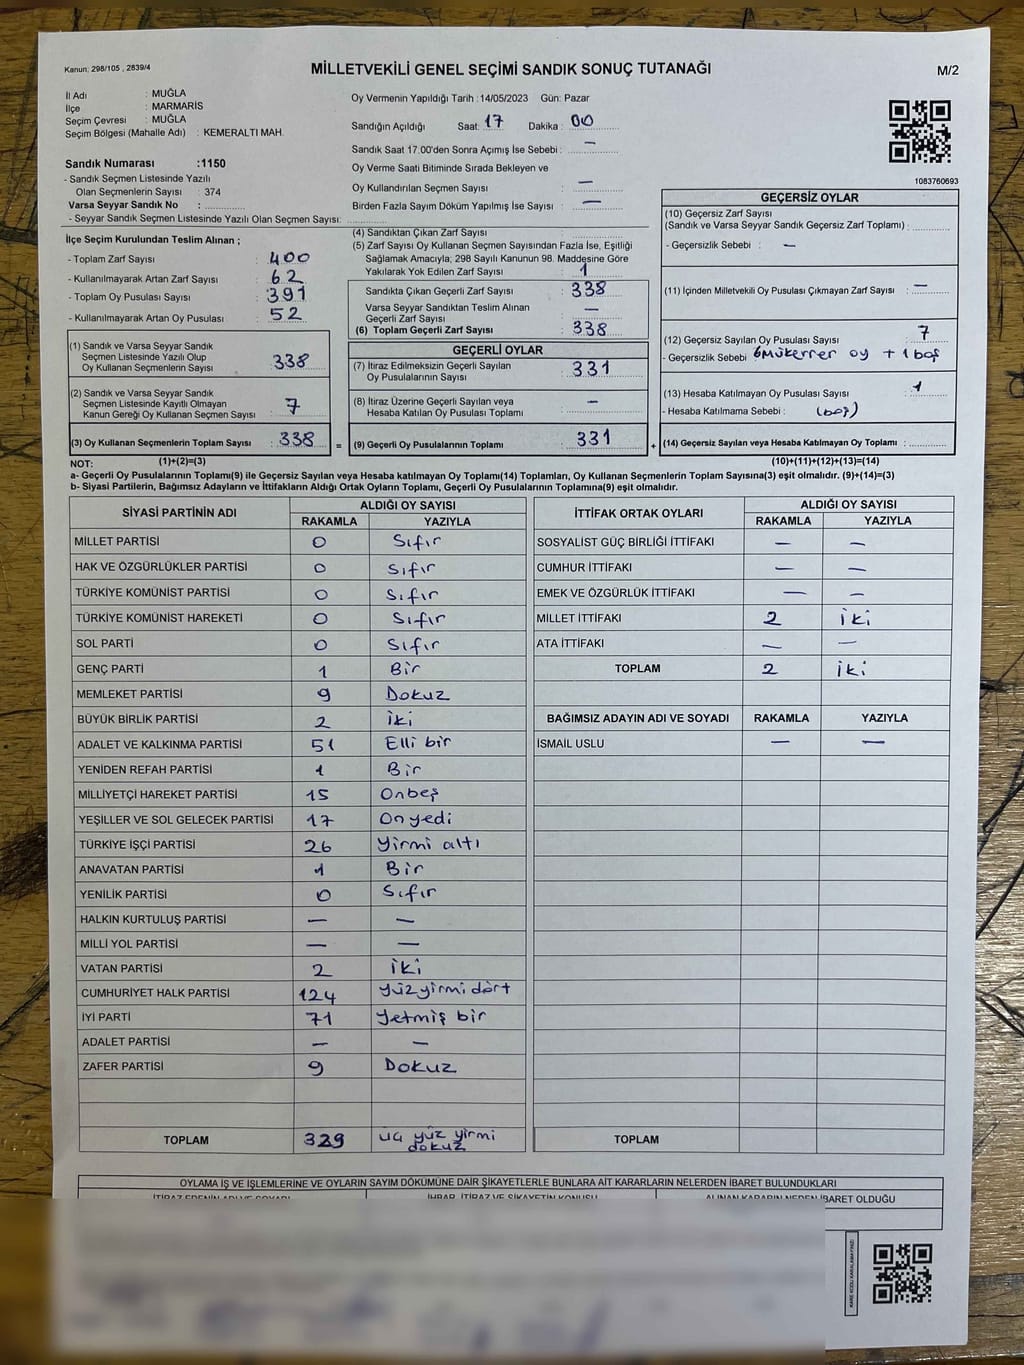 Kanun: 298/105 , 2839/4
MİLLETVEKİLİ GENEL SEÇİMİ SANDIK SONUÇ TUTANAĞI
M/2
İl Adı : MUĞLA
İlçe : MARMARİS
Seçim Çevresi : MUĞLA
Seçim Bölgesi (Mahalle Adı) : KEMERALTI MAH.
Sandık Numarası :1150
- Sandık Seçmen Listesinde Yazılı
Olan Seçmenlerin Sayısı : 374
Varsa Seyyar Sandık No :
- Seyyar Sandık Seçmen Listesinde Yazılı Olan Seçmen Sayısı:
Oy Vermenin Yapıldığı Tarih :14/05/2023 Gün: Pazar
Sandığın Açıldığı Saat: 17 Dakika : 00
Sandık Saat 17.00'den Sonra Açımış İse Sebebi : —
Oy Verme Saati Bitiminde Sırada Bekleyen ve
Oy Kullandırılan Seçmen Sayısı : —
Birden Fazla Sayım Döküm Yapılmış İse Sayısı : —
1083760693
İlçe Seçim Kurulundan Teslim Alınan ;
- Toplam Zarf Sayısı : 400
- Kullanılmayarak Artan Zarf Sayısı : 62
- Toplam Oy Pusulası Sayısı : 391
- Kullanılmayarak Artan Oy Pusulası : 52
(1) Sandık ve Varsa Seyyar Sandık
Seçmen Listesinde Yazılı Olup
Oy Kullanan Seçmenlerin Sayısı : 338
(2) Sandık ve Varsa Seyyar Sandık
Seçmen Listesinde Kayıtlı Olmayan
Kanun Gereği Oy Kullanan Seçmen Sayısı : 7
(3) Oy Kullanan Seçmenlerin Toplam Sayısı : 338 =
(1)+(2)=(3)
(4) Sandıktan Çıkan Zarf Sayısı :
(5) Zarf Sayısı Oy Kullanan Seçmen Sayısından Fazla İse, Eşitliği
Sağlamak Amacıyla; 298 Sayılı Kanunun 98. Maddesine Göre
Yakılarak Yok Edilen Zarf Sayısı : 1
Sandıkta Çıkan Geçerli Zarf Sayısı : 338
Varsa Seyyar Sandıktan Teslim Alınan
Geçerli Zarf Sayısı : —
(6) Toplam Geçerli Zarf Sayısı : 338
GEÇERLİ OYLAR
(7) İtiraz Edilmeksizin Geçerli Sayılan
Oy Pusulalarının Sayısı : 331
(8) İtiraz Üzerine Geçerli Sayılan veya
Hesaba Katılan Oy Pusulası Toplamı : —
(9) Geçerli Oy Pusulalarının Toplamı : 331 +
GEÇERSİZ OYLAR
(10) Geçersiz Zarf Sayısı
(Sandık ve Varsa Seyyar Sandık Geçersiz Zarf Toplamı) :
- Geçersizlik Sebebi : —
(11) İçinden Milletvekili Oy Pusulası Çıkmayan Zarf Sayısı : —
(12) Geçersiz Sayılan Oy Pusulası Sayısı : 7
- Geçersizlik Sebebi : 6 mükerrer oy + 1 boş
(13) Hesaba Katılmayan Oy Pusulası Sayısı : 1
- Hesaba Katılmama Sebebi : (boş)
(14) Geçersiz Sayılan veya Hesaba Katılmayan Oy Toplamı :
(10)+(11)+(12)+(13)=(14)
NOT:
a- Geçerli Oy Pusulalarının Toplamı(9) ile Geçersiz Sayılan veya Hesaba katılmayan Oy Toplamı(14) Toplamları, Oy Kullanan Seçmenlerin Toplam Sayısına(3) eşit olmalıdır. (9)+(14)=(3)
b- Siyasi Partilerin, Bağımsız Adayların ve İttifakların Aldığı Ortak Oyların Toplamı, Geçerli Oy Pusulalarının Toplamına(9) eşit olmalıdır.
SİYASİ PARTİNİN ADI ALDIĞI OY SAYISI
RAKAMLA YAZIYLA
MİLLET PARTİSİ 0 Sıfır
HAK VE ÖZGÜRLÜKLER PARTİSİ 0 Sıfır
TÜRKİYE KOMÜNİST PARTİSİ 0 Sıfır
TÜRKİYE KOMÜNİST HAREKETİ 0 Sıfır
SOL PARTİ 0 Sıfır
GENÇ PARTİ 1 Bir
MEMLEKET PARTİSİ 9 Dokuz
BÜYÜK BİRLİK PARTİSİ 2 iki
ADALET VE KALKINMA PARTİSİ 51 Elli bir
YENİDEN REFAH PARTİSİ 1 Bir
MİLLİYETÇİ HAREKET PARTİSİ 15 Onbeş
YEŞİLLER VE SOL GELECEK PARTİSİ 17 On yedi
TÜRKİYE İŞÇİ PARTİSİ 26 Yirmi altı
ANAVATAN PARTİSİ 1 Bir
YENİLİK PARTİSİ 0 Sıfır
HALKIN KURTULUŞ PARTİSİ — —
MİLLİ YOL PARTİSİ — —
VATAN PARTİSİ 2 iki
CUMHURİYET HALK PARTİSİ 124 Yüz yirmi dört
İYİ PARTİ 71 Yetmiş bir
ADALET PARTİSİ — —
ZAFER PARTİSİ 9 Dokuz
TOPLAM 329 üç yüz yirmi
dokuz
İTTİFAK ORTAK OYLARI ALDIĞI OY SAYISI
RAKAMLA YAZIYLA
SOSYALİST GÜÇ BİRLİĞİ İTTİFAKI — —
CUMHUR İTTİFAKI — —
EMEK VE ÖZGÜRLÜK İTTİFAKI — —
MİLLET İTTİFAKI 2 iki
ATA İTTİFAKI — —
TOPLAM 2 iki
BAĞIMSIZ ADAYIN ADI VE SOYADI RAKAMLA YAZIYLA
İSMAİL USLU — —
TOPLAM
OYLAMA İŞ VE İŞLEMLERİNE VE OYLARIN SAYIM DÖKÜMÜNE DAİR ŞİKAYETLERLE BUNLARA AİT KARARLARIN NELERDEN İBARET BULUNDUKLARI
İTİRAZ EDENİN ADI VE SOYADI İHBAR, İTİRAZ VE ŞİKAYETİN KONUSU ALINAN KARARIN NEDEN İBARET OLDUĞU
KARE KODU KARALAMAYINIZ!